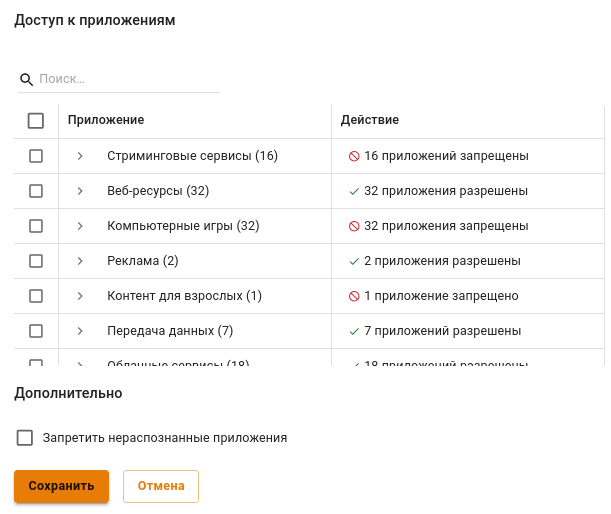 Доступ к приложениям
Поиск...
Приложение Действие
Стриминговые сервисы (16) 16 приложений запрещены
Веб-ресурсы (32) 32 приложения разрешены
Компьютерные игры (32) 32 приложения запрещены
Реклама (2) 2 приложения разрешены
Контент для взрослых (1) 1 приложение запрещено
Передача данных (7) 7 приложений разрешены
Облачные сервисы (18) 18 приложений разрешены
Дополнительно
Запретить нераспознанные приложения
Сохранить Отмена